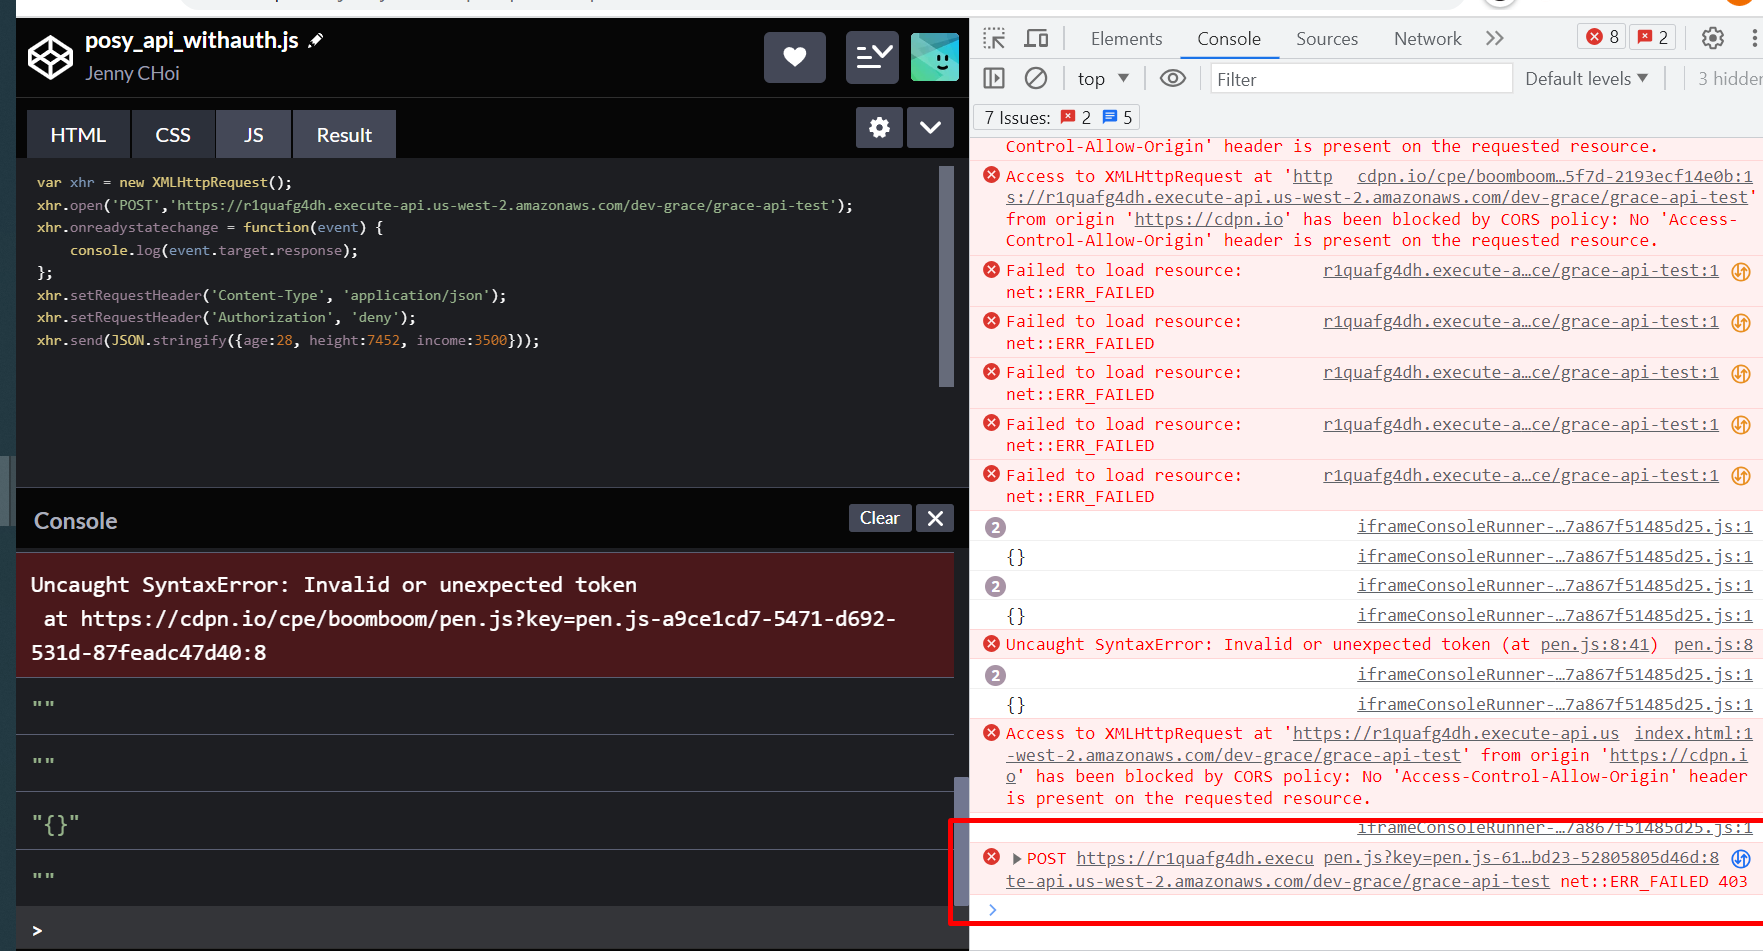 posy_api_withauth.js
Jenny CHoi
HTML CSS JS Result
var xhr = new XMLHttpRequest();
xhr.open('POST','https://r1quafg4dh.execute-api.us-west-2.amazonaws.com/dev-grace/grace-api-test');
xhr.onreadystatechange = function(event) {
    console.log(event.target.response);
};
xhr.setRequestHeader('Content-Type', 'application/json');
xhr.setRequestHeader('Authorization', 'deny');
xhr.send(JSON.stringify({age:28, height:7452, income:3500}));
Console
Clear
Uncaught SyntaxError: Invalid or unexpected token
at https://cdpn.io/cpe/boomboom/pen.js?key=pen.js-a9ce1cd7-5471-d692-
531d-87feadc47d40:8
""
""
"{}"
""
>
Elements Console Sources Network 8 2
top Filter Default levels 3 hidden
7 Issues: 2 5
Control-Allow-Origin' header is present on the requested resource.
Access to XMLHttpRequest at 'http cdpn.io/cpe/boomboom…5f7d-2193ecf14e0b:1
s://r1quafg4dh.execute-api.us-west-2.amazonaws.com/dev-grace/grace-api-test'
from origin 'https://cdpn.io' has been blocked by CORS policy: No 'Access-
Control-Allow-Origin' header is present on the requested resource.
Failed to load resource: r1quafg4dh.execute-a…ce/grace-api-test:1
net::ERR_FAILED
Failed to load resource: r1quafg4dh.execute-a…ce/grace-api-test:1
net::ERR_FAILED
Failed to load resource: r1quafg4dh.execute-a…ce/grace-api-test:1
net::ERR_FAILED
Failed to load resource: r1quafg4dh.execute-a…ce/grace-api-test:1
net::ERR_FAILED
Failed to load resource: r1quafg4dh.execute-a…ce/grace-api-test:1
net::ERR_FAILED
2 iframeConsoleRunner-…7a867f51485d25.js:1
{} iframeConsoleRunner-…7a867f51485d25.js:1
2 iframeConsoleRunner-…7a867f51485d25.js:1
{} iframeConsoleRunner-…7a867f51485d25.js:1
Uncaught SyntaxError: Invalid or unexpected token (at pen.js:8:41) pen.js:8
2 iframeConsoleRunner-…7a867f51485d25.js:1
{} iframeConsoleRunner-…7a867f51485d25.js:1
Access to XMLHttpRequest at 'https://r1quafg4dh.execute-api.us index.html:1
-west-2.amazonaws.com/dev-grace/grace-api-test' from origin 'https://cdpn.i
o' has been blocked by CORS policy: No 'Access-Control-Allow-Origin' header
is present on the requested resource.
iframeConsoleRunner-…7a867f51485d25.js:1
POST https://r1quafg4dh.execu pen.js?key=pen.js-61…bd23-52805805d46d:8
te-api.us-west-2.amazonaws.com/dev-grace/grace-api-test net::ERR_FAILED 403